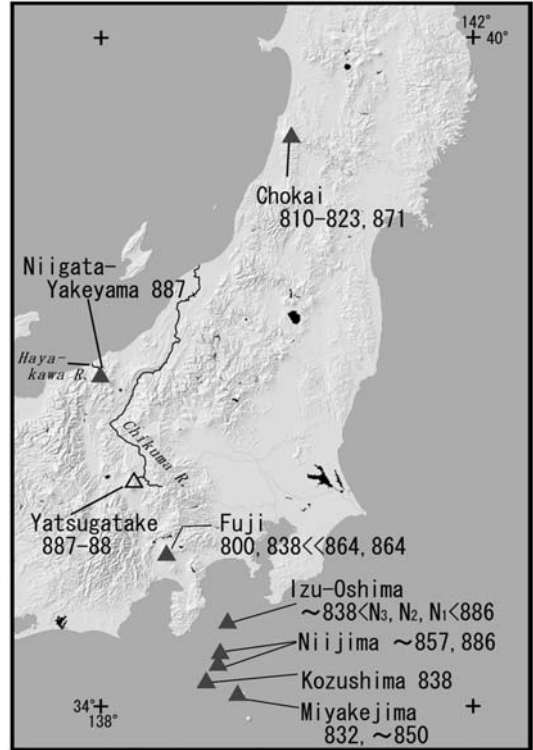 142°
40°
Chokai
810-823, 871
Niigata-
Yakeyama 887
Haya-
kawa R.
Chikuma R.
Yatsugatake
887-88
Fuji
800, 838<<864, 864
Izu-Oshima
~838<N₃, N₂, N₁<886
Niijima ~857, 886
Kozushima 838
Miyakejima
832, ~850
34°
138°